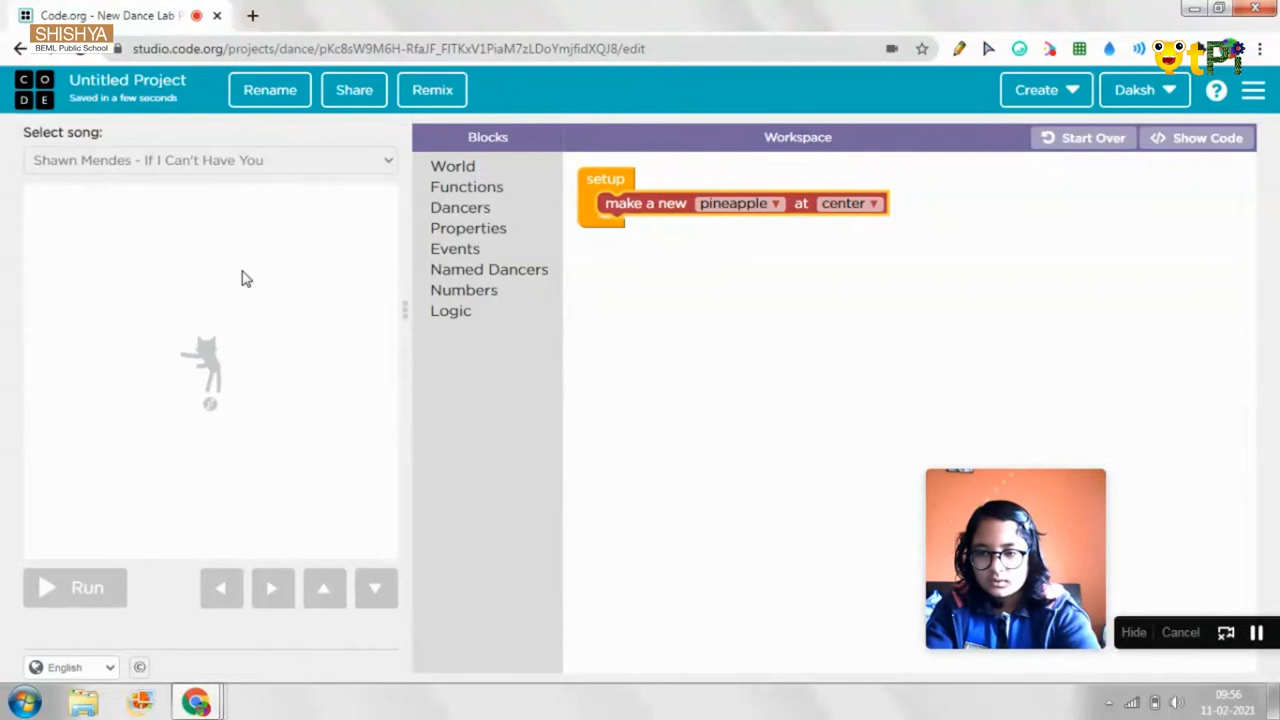 Code.org - New Dance Lab P
SHISHYA
BEML Public School
studio.code.org/projects/dance/pKc8sW9M6H-RfaJF_FITKxV1PiaM7zLDoYmjfidXQJ8/edit
tPi
CODE
Untitled Project
Saved in a few seconds
Rename
Share
Remix
Create
Daksh
?
Select song:
Shawn Mendes - If I Can't Have You
Blocks
Workspace
Start Over
</> Show Code
World
Functions
Dancers
Properties
Events
Named Dancers
Numbers
Logic
setup
make a new pineapple at center
Run
Hide Cancel
English
©
09:56
11-02-2021